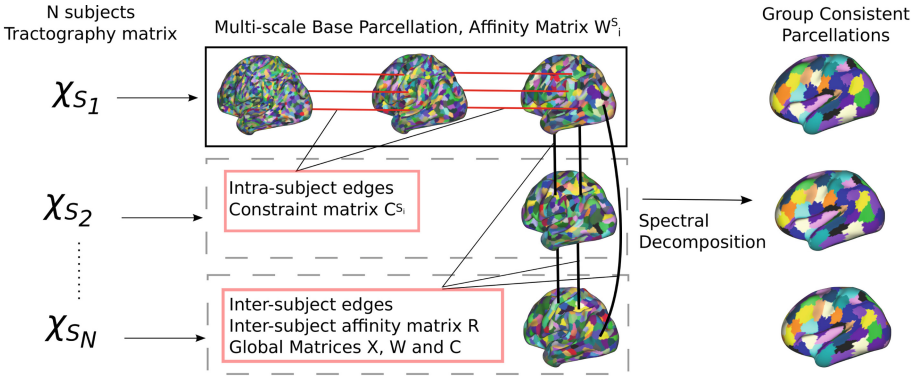 N subjects
Tractography matrix
Multi-scale Base Parcellation, Affinity Matrix W^S_i
Group Consistent
Parcellations
χ_{S_1}
Intra-subject edges
Constraint matrix C^{S_i}
χ_{S_2}
Spectral
Decomposition
Inter-subject edges
Inter-subject affinity matrix R
Global Matrices X, W and C
χ_{S_N}